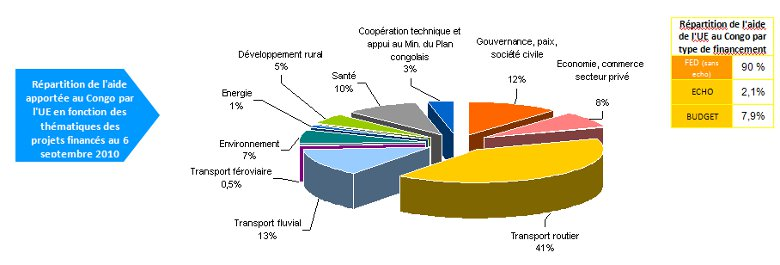 Répartition de l'aide
apportée au Congo par
l'UE en fonction des
thématiques des
projets financés au 6
septembre 2010
Coopération technique et
appui au Min. du Plan
congolais
3%
Gouvernance, paix,
société civile
12%
Economie, commerce
secteur privé
8%
Transport routier
41%
Transport fluvial
13%
Transport féroviaire
0,5%
Environnement
7%
Energie
1%
Développement rural
5%
Santé
10%
Répartition de l'aide
de l'UE au Congo par
type de financement
FED (sans
echo)
90 %
ECHO
2,1%
BUDGET
7,9%